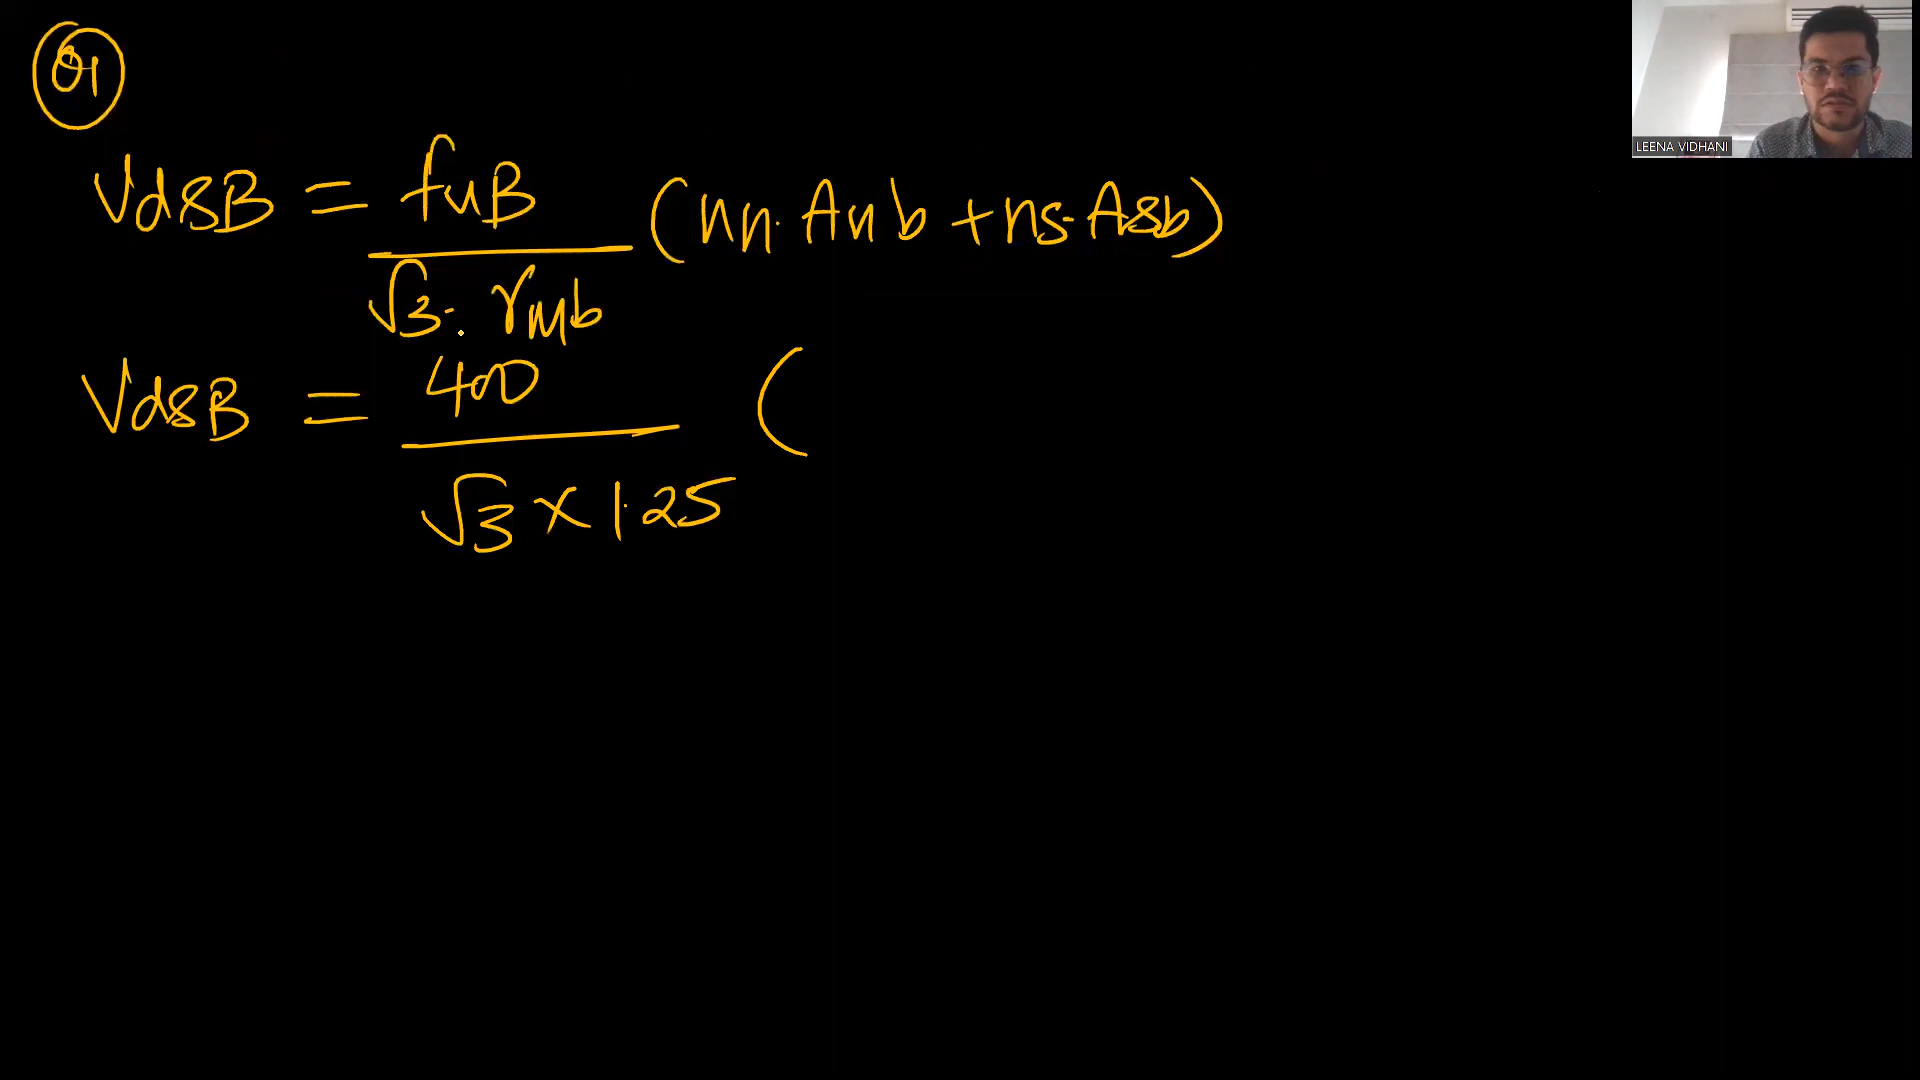 Q1
LEENA VIDHANI
VdsB = fuB / √3 · γmb (nn · Anb + ns · Asb)
VdsB = 400 / √3 × 1.25 (